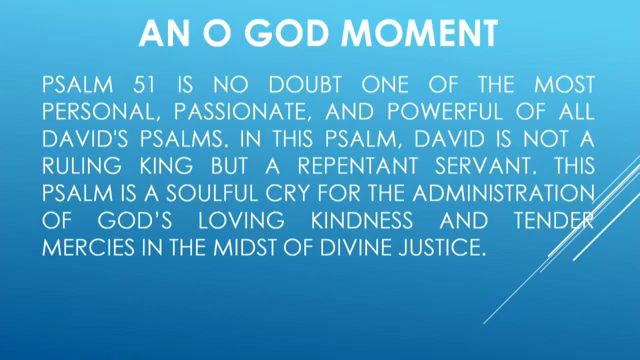 AN O GOD MOMENT
PSALM 51 IS NO DOUBT ONE OF THE MOST
PERSONAL, PASSIONATE, AND POWERFUL OF ALL
DAVID'S PSALMS. IN THIS PSALM, DAVID IS NOT A
RULING KING BUT A REPENTANT SERVANT. THIS
PSALM IS A SOULFUL CRY FOR THE ADMINISTRATION
OF GOD'S LOVING KINDNESS AND TENDER
MERCIES IN THE MIDST OF DIVINE JUSTICE.